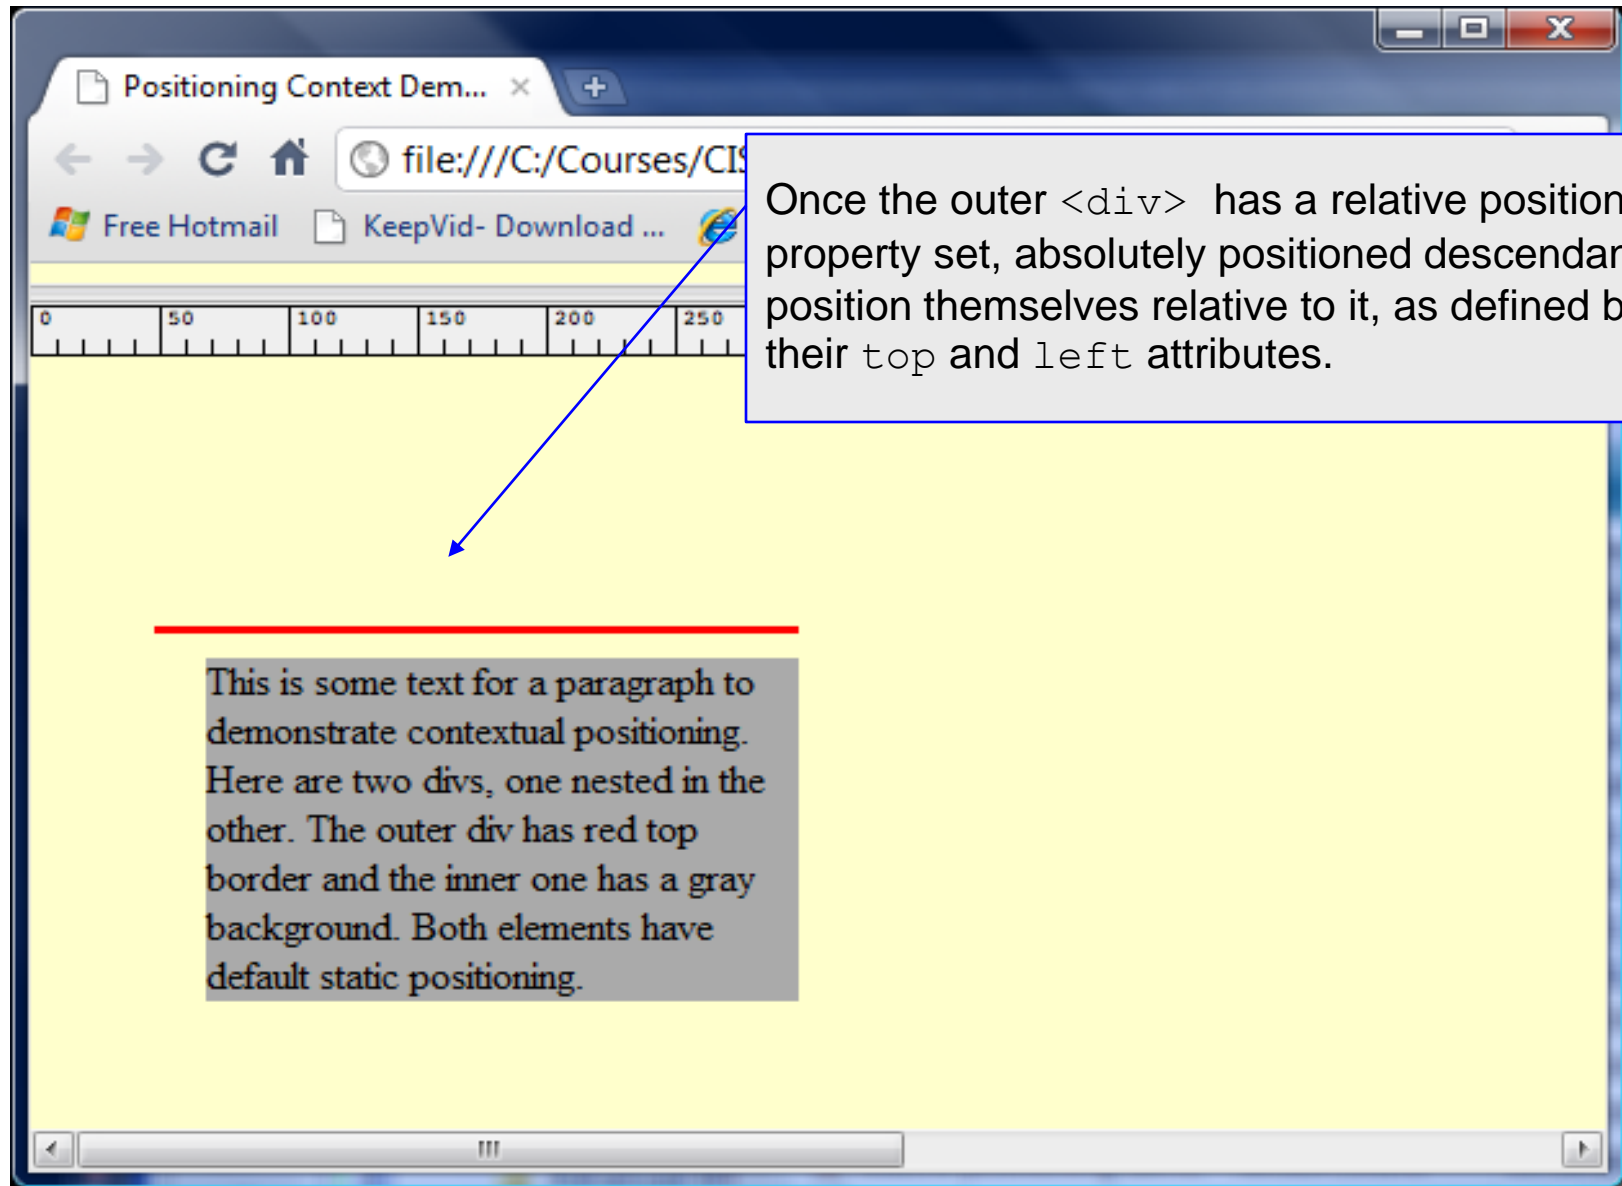 Positioning Context Dem...
file:///C:/Courses/CIS
Free Hotmail KeepVid- Download ...
0 50 100 150 200 250
Once the outer <div> has a relative position
property set, absolutely positioned descendan
position themselves relative to it, as defined b
their top and left attributes.
This is some text for a paragraph to
demonstrate contextual positioning.
Here are two divs, one nested in the
other. The outer div has red top
border and the inner one has a gray
background. Both elements have
default static positioning.